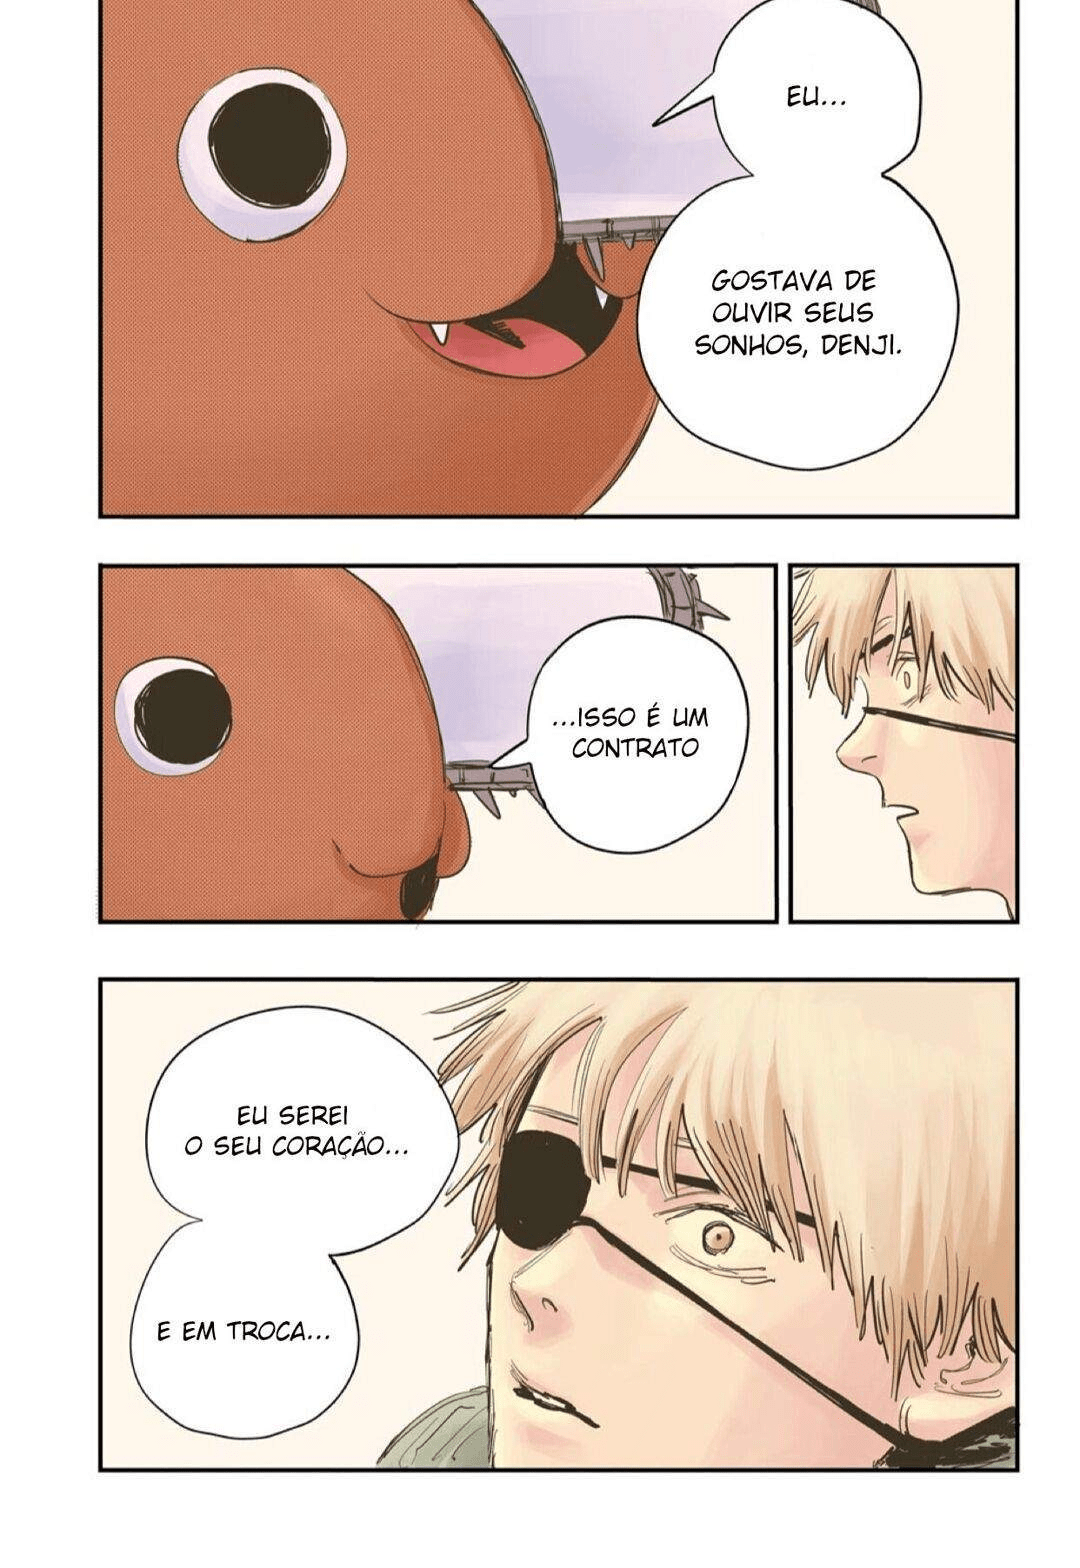 EU...
GOSTAVA DE
OUVIR SEUS
SONHOS, DENJI.
...ISSO É UM
CONTRATO
EU SEREI
O SEU CORAÇÃO...
E EM TROCA...